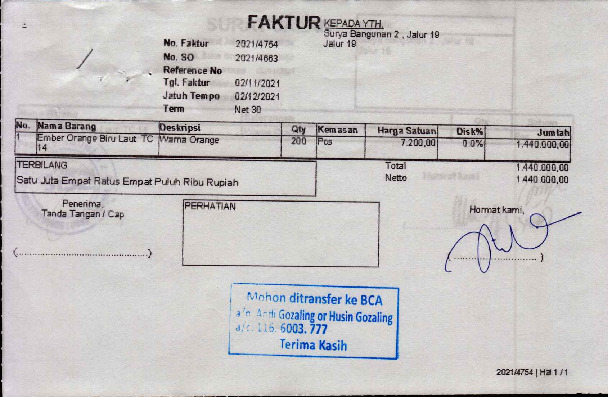 FAKTUR
KEPADA YTH.
Surya Bangunan 2 , Jalur 19
Jalur 19
No. Faktur 2021/4754
No. SO 2021/4663
Reference No
Tgl. Faktur 02/11/2021
Jatuh Tempo 02/12/2021
Term Net 30
No. Nama Barang Deskripsi Qty Kemasan Harga Satuan Disk% Jumlah
1 Ember Orange Biru Laut TC 14 Warna Orange 200 Pcs 7.200,00 0.0% 1.440.000,00
TERBILANG
Satu Juta Empat Ratus Empat Puluh Ribu Rupiah
Total 1.440.000,00
Netto 1.440.000,00
Penerima,
Tanda Tangan / Cap
PERHATIAN
Hormat kami,
Mohon ditransfer ke BCA
a/n. Andi Gozaling or Husin Gozaling
a/c. 116. 6003. 777
Terima Kasih
2021/4754 | Hal 1 / 1